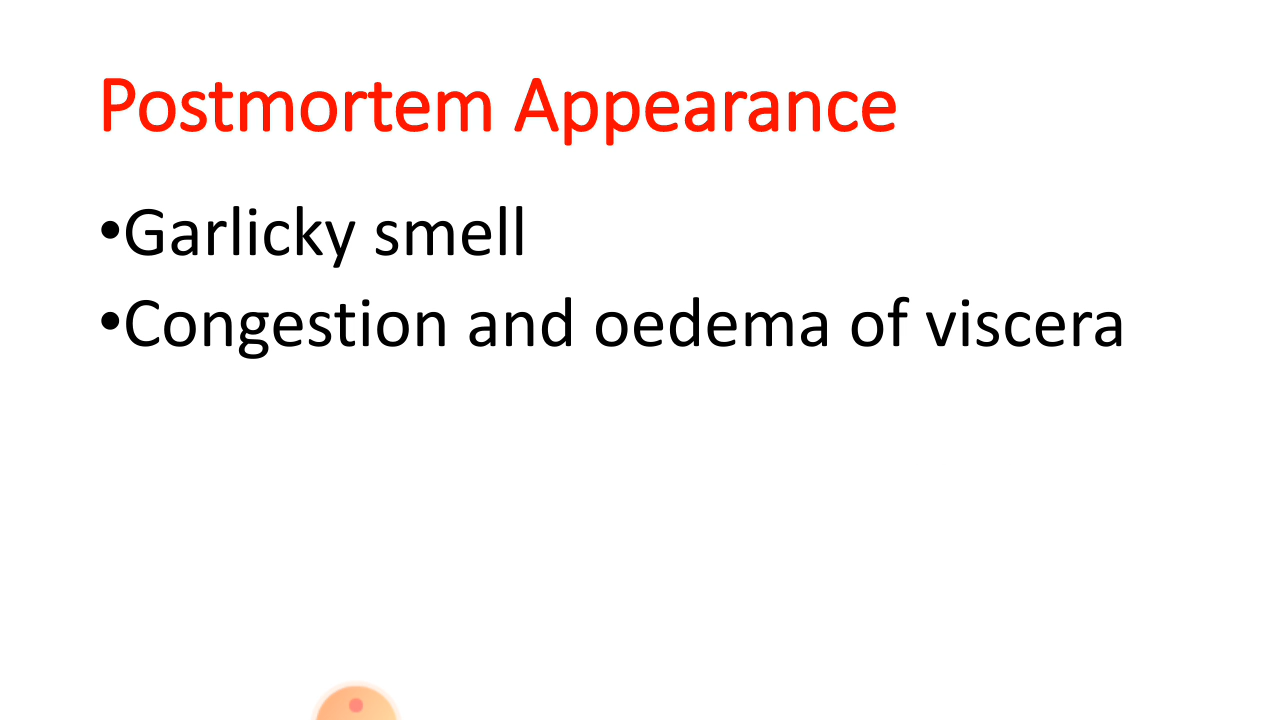 Postmortem Appearance
•Garlicky smell
•Congestion and oedema of viscera